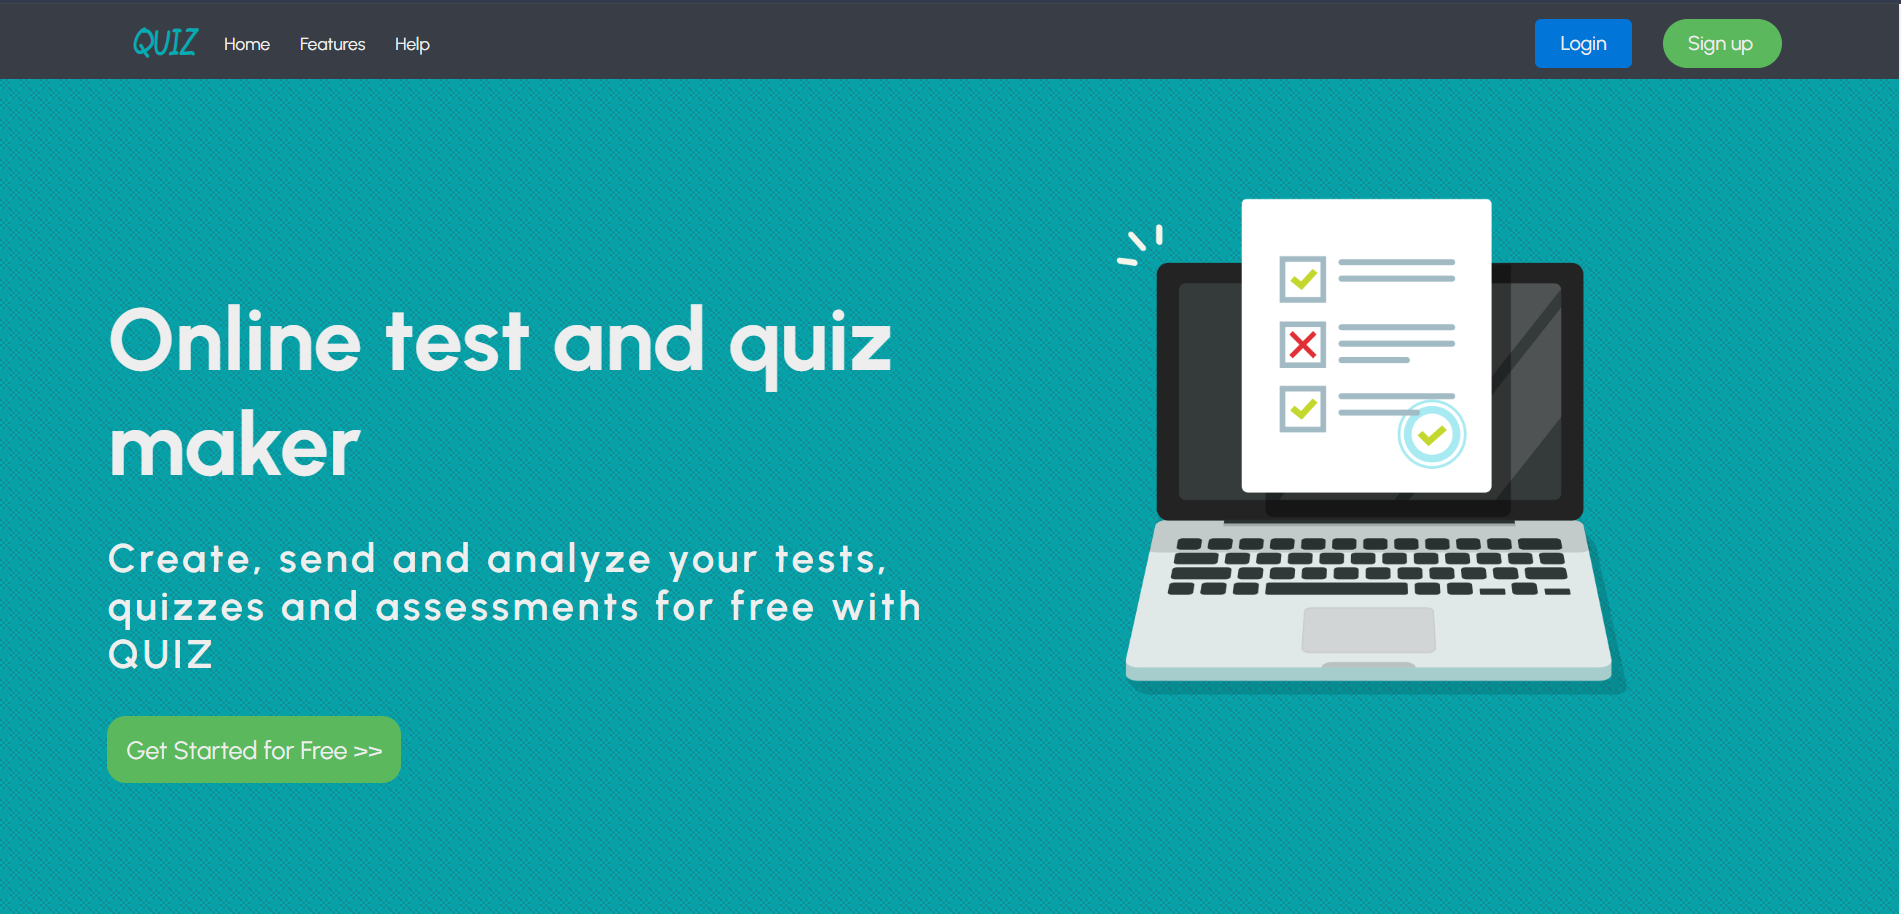 QUIZ Home Features Help Login Sign up
Online test and quiz
maker
Create, send and analyze your tests,
quizzes and assessments for free with
QUIZ
Get Started for Free >>